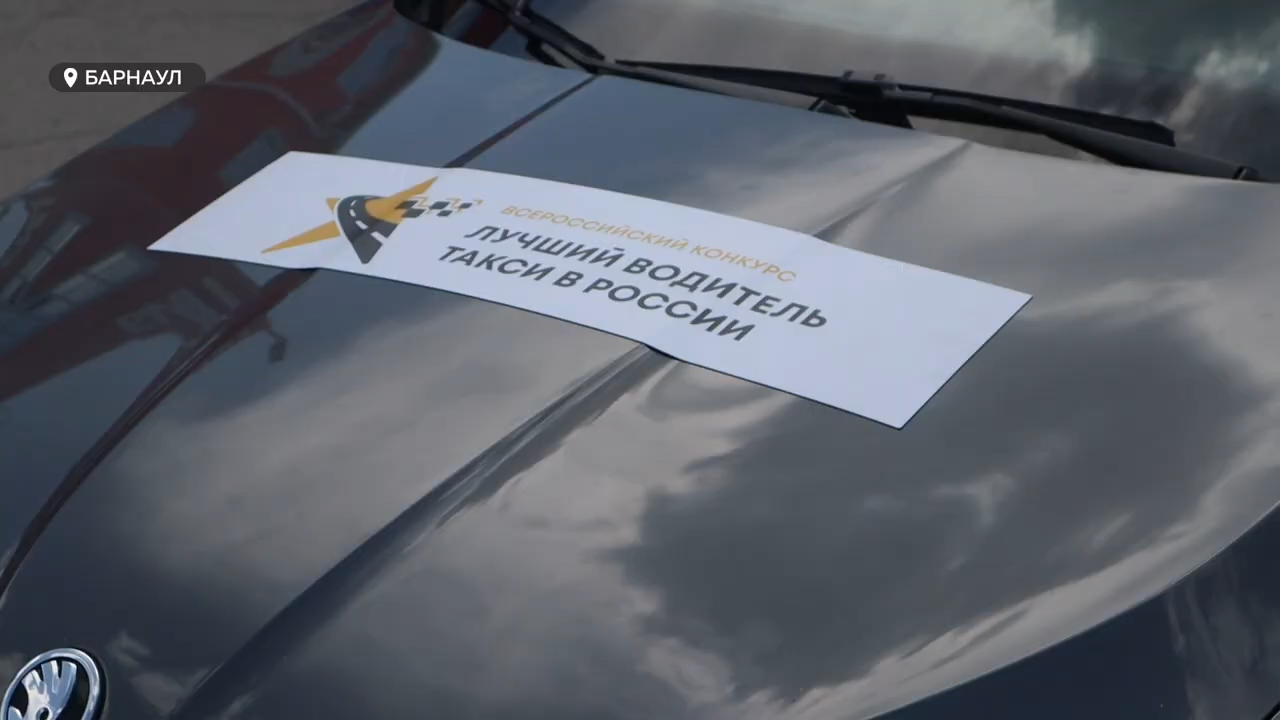 БАРНАУЛ
ВСЕРОССИЙСКИЙ КОНКУРС
ЛУЧШИЙ ВОДИТЕЛЬ
ТАКСИ В РОССИИ